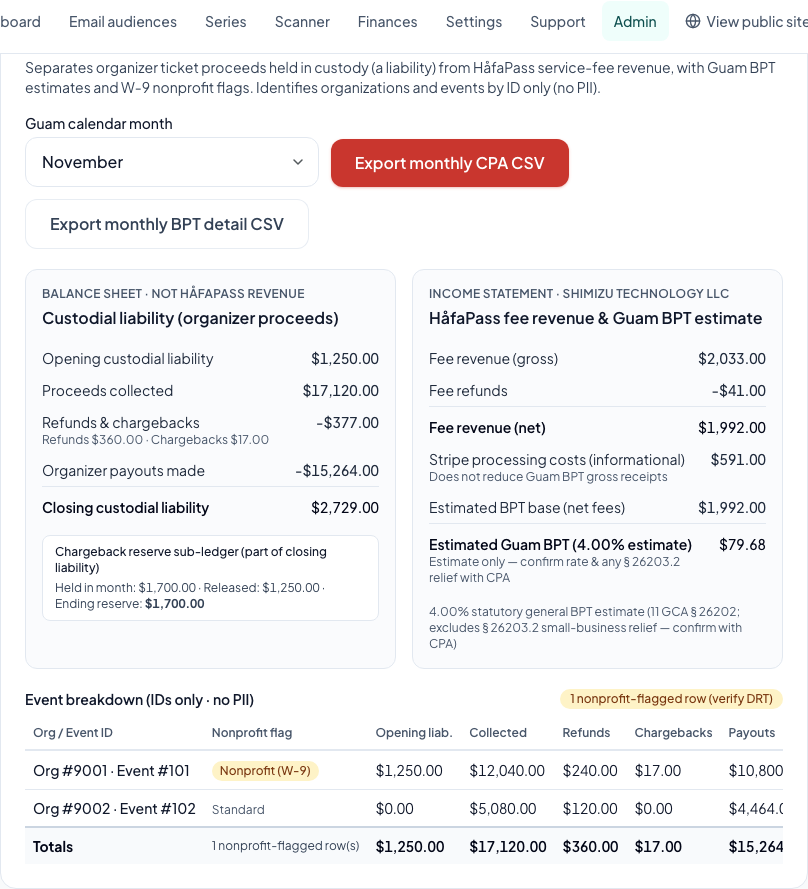 board Email audiences Series Scanner Finances Settings Support Admin View public site
Separates organizer ticket proceeds held in custody (a liability) from HåfaPass service-fee revenue, with Guam BPT
estimates and W-9 nonprofit flags. Identifies organizations and events by ID only (no PII).
Guam calendar month
November
Export monthly CPA CSV
Export monthly BPT detail CSV
BALANCE SHEET · NOT HÅFAPASS REVENUE
Custodial liability (organizer proceeds)
Opening custodial liability $1,250.00
Proceeds collected $17,120.00
Refunds & chargebacks -$377.00
Refunds $360.00 · Chargebacks $17.00
Organizer payouts made -$15,264.00
Closing custodial liability $2,729.00
Chargeback reserve sub-ledger (part of closing
liability)
Held in month: $1,700.00 · Released: $1,250.00 ·
Ending reserve: $1,700.00
INCOME STATEMENT · SHIMIZU TECHNOLOGY LLC
HåfaPass fee revenue & Guam BPT estimate
Fee revenue (gross) $2,033.00
Fee refunds -$41.00
Fee revenue (net) $1,992.00
Stripe processing costs (informational) $591.00
Does not reduce Guam BPT gross receipts
Estimated BPT base (net fees) $1,992.00
Estimated Guam BPT (4.00% estimate) $79.68
Estimate only — confirm rate & any § 26203.2
relief with CPA
4.00% statutory general BPT estimate (11 GCA § 26202;
excludes § 26203.2 small-business relief — confirm with
CPA)
Event breakdown (IDs only · no PII) 1 nonprofit-flagged row (verify DRT)
Org / Event ID Nonprofit flag Opening liab. Collected Refunds Chargebacks Payouts
Org #9001 · Event #101 Nonprofit (W-9) $1,250.00 $12,040.00 $240.00 $17.00 $10,800
Org #9002 · Event #102 Standard $0.00 $5,080.00 $120.00 $0.00 $4,464.0
Totals 1 nonprofit-flagged row(s) $1,250.00 $17,120.00 $360.00 $17.00 $15,264